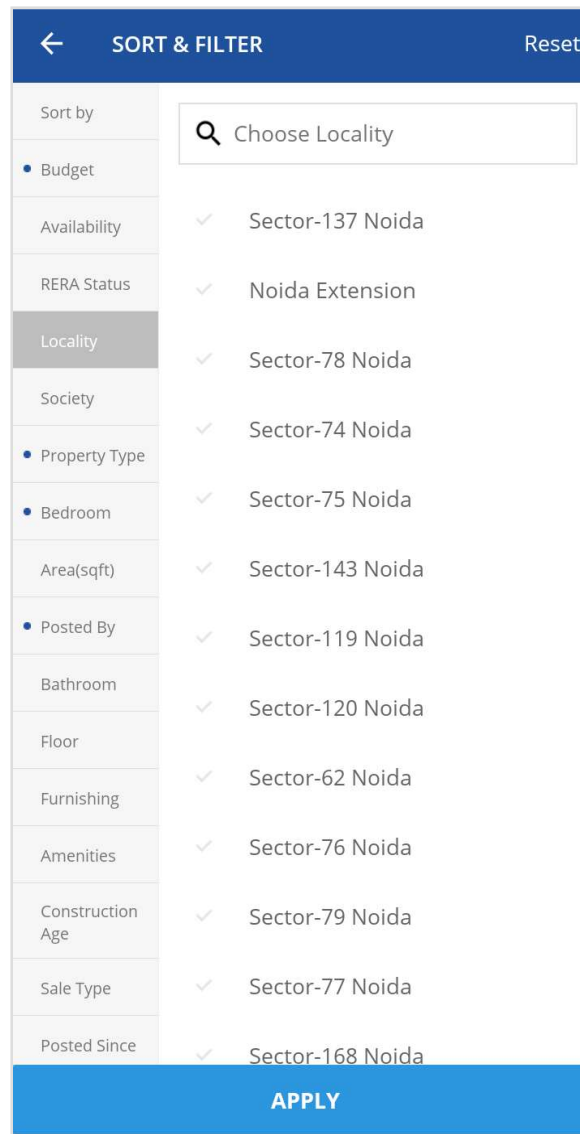 SORT & FILTER
Reset
Sort by
Budget
Availability
RERA Status
Locality
Society
Property Type
Bedroom
Area(sqft)
Posted By
Bathroom
Floor
Furnishing
Amenities
Construction
Age
Sale Type
Posted Since
Choose Locality
Sector-137 Noida
Noida Extension
Sector-78 Noida
Sector-74 Noida
Sector-75 Noida
Sector-143 Noida
Sector-119 Noida
Sector-120 Noida
Sector-62 Noida
Sector-76 Noida
Sector-79 Noida
Sector-77 Noida
Sector-168 Noida
APPLY